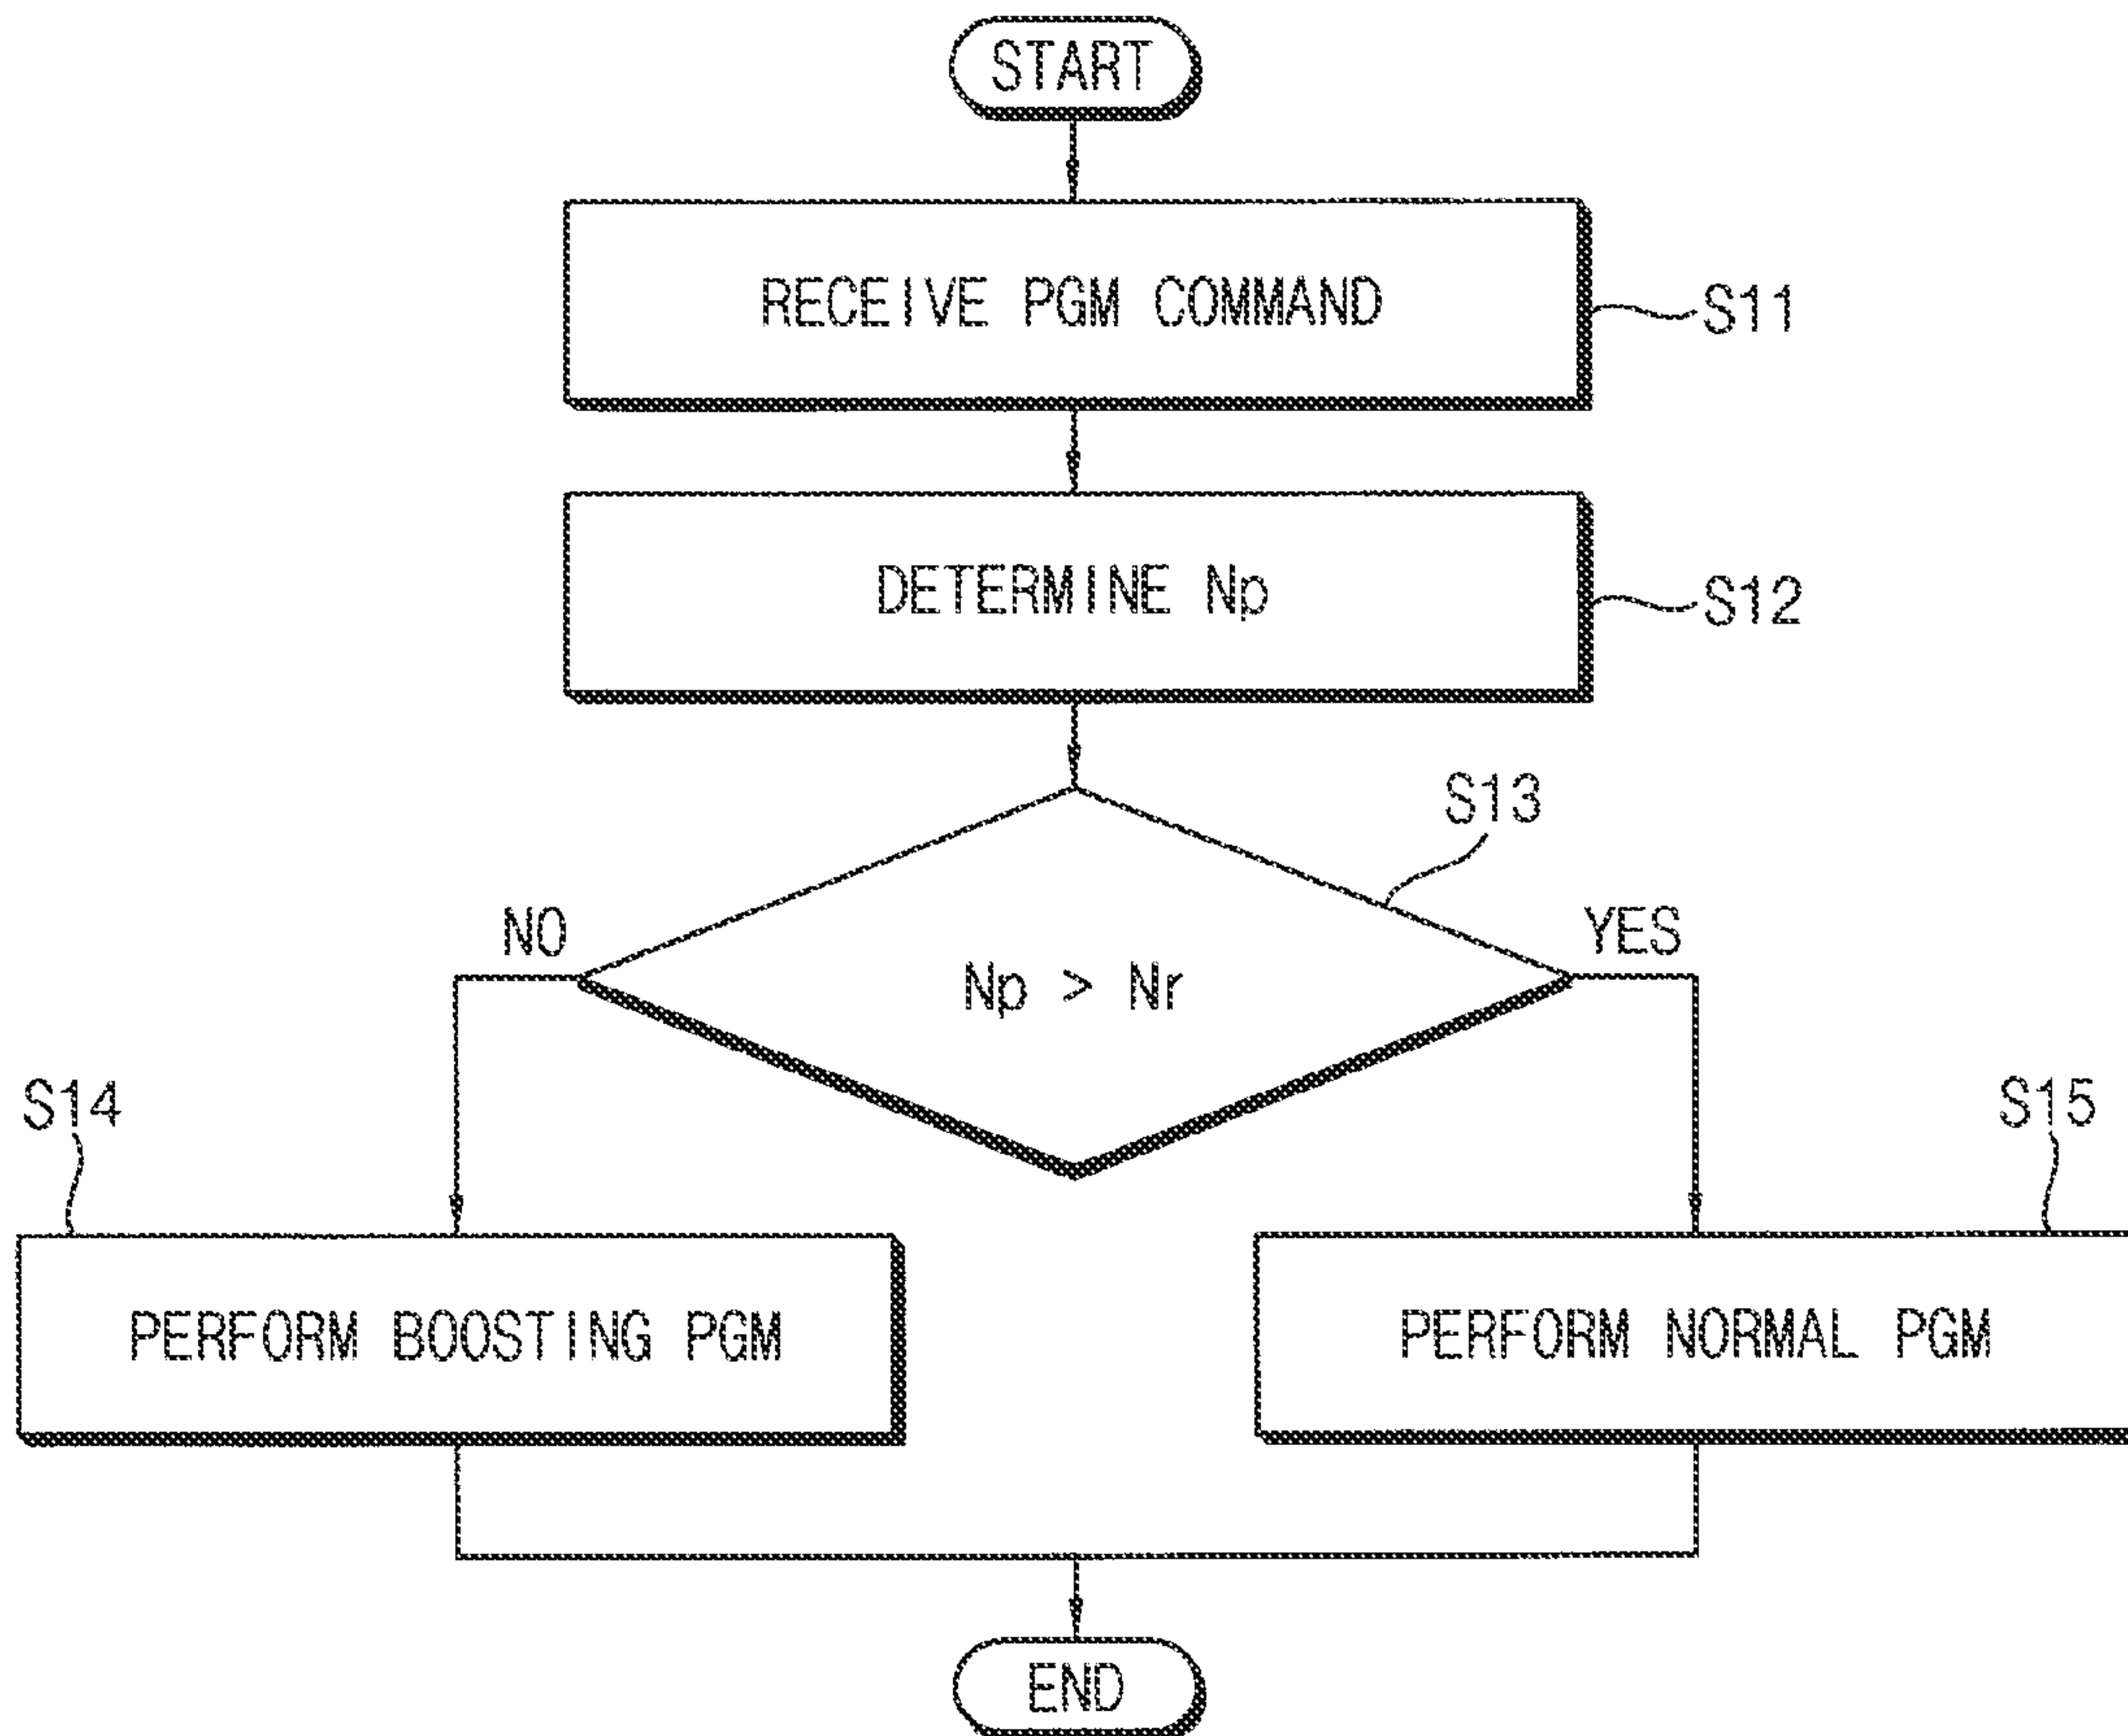 START
RECEIVE PGM COMMAND
S11
DETERMINE Np
S12
S13
NO
YES
Np > Nr
S14
S15
PERFORM BOOSTING PGM
PERFORM NORMAL PGM
END